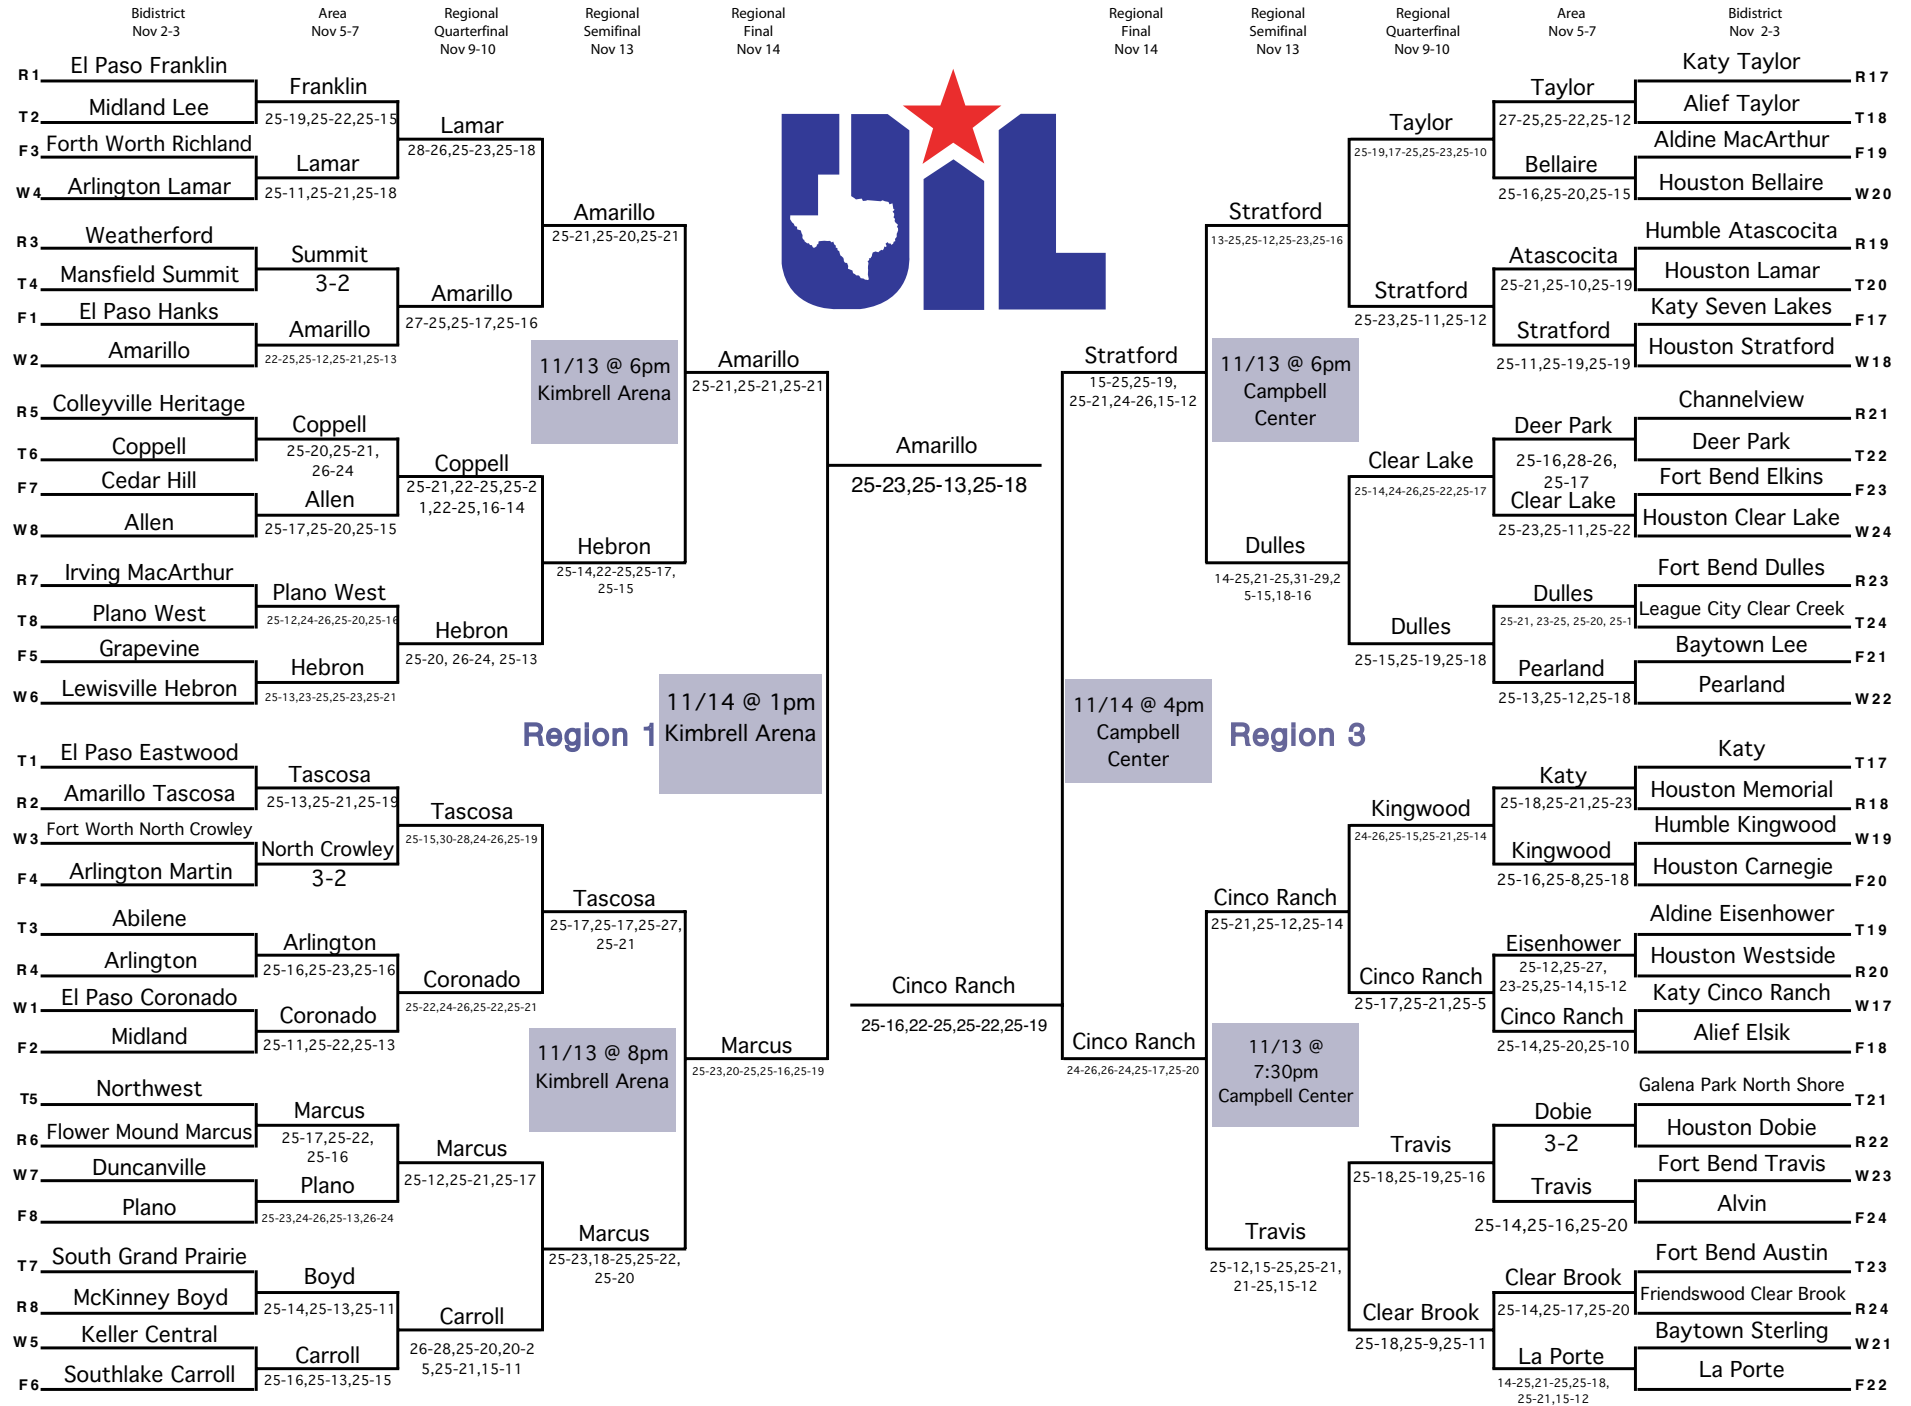 Bidistrict
Nov 2-3
Area
Nov 5-7
Regional
Quarterfinal
Nov 9-10
Regional
Semifinal
Nov 13
Regional
Final
Nov 14
Regional
Final
Nov 14
Regional
Semifinal
Nov 13
Regional
Quarterfinal
Nov 9-10
Area
Nov 5-7
Bidistrict
Nov 2-3
UIL
R1 El Paso Franklin
T2 Midland Lee
F3 Forth Worth Richland
W4 Arlington Lamar
R3 Weatherford
T4 Mansfield Summit
F1 El Paso Hanks
W2 Amarillo
R5 Colleyville Heritage
T6 Coppell
F7 Cedar Hill
W8 Allen
R7 Irving MacArthur
T8 Plano West
F5 Grapevine
W6 Lewisville Hebron
T1 El Paso Eastwood
R2 Amarillo Tascosa
W3 Fort Worth North Crowley
F4 Arlington Martin
T3 Abilene
R4 Arlington
W1 El Paso Coronado
F2 Midland
T5 Northwest
R6 Flower Mound Marcus
W7 Duncanville
F8 Plano
T7 South Grand Prairie
R8 McKinney Boyd
W5 Keller Central
F6 Southlake Carroll
Franklin
25-19,25-22,25-15
Lamar
25-11,25-21,25-18
Summit
3-2
Amarillo
22-25,25-12,25-21,25-13
Coppell
25-20,25-21,
26-24
Allen
25-17,25-20,25-15
Plano West
25-12,24-26,25-20,25-16
Hebron
25-13,23-25,25-23,25-21
Tascosa
25-13,25-21,25-19
North Crowley
3-2
Arlington
25-16,25-23,25-16
Coronado
25-11,25-22,25-13
Marcus
25-17,25-22,
25-16
Plano
25-23,24-26,25-13,26-24
Boyd
25-14,25-13,25-11
Carroll
25-16,25-13,25-15
Lamar
28-26,25-23,25-18
Amarillo
27-25,25-17,25-16
Coppell
25-21,22-25,25-2
1,22-25,16-14
Hebron
25-20, 26-24, 25-13
Tascosa
25-15,30-28,24-26,25-19
Coronado
25-22,24-26,25-22,25-21
Marcus
25-12,25-21,25-17
Carroll
26-28,25-20,20-2
5,25-21,15-11
Amarillo
25-21,25-20,25-21
11/13 @ 6pm
Kimbrell Arena
Hebron
25-14,22-25,25-17,
25-15
Region 1
Tascosa
25-17,25-17,25-27,
25-21
11/13 @ 8pm
Kimbrell Arena
Marcus
25-23,18-25,25-22,
25-20
Amarillo
25-21,25-21,25-21
11/14 @ 1pm
Kimbrell Arena
Marcus
25-23,20-25,25-16,25-19
Amarillo
25-23,25-13,25-18
Cinco Ranch
25-16,22-25,25-22,25-19
Stratford
15-25,25-19,
25-21,24-26,15-12
11/14 @ 4pm
Campbell
Center
Cinco Ranch
24-26,26-24,25-17,25-20
Stratford
13-25,25-12,25-23,25-16
11/13 @ 6pm
Campbell
Center
Dulles
14-25,21-25,31-29,2
5-15,18-16
Region 3
Cinco Ranch
25-21,25-12,25-14
11/13 @
7:30pm
Campbell Center
Travis
25-12,15-25,25-21,
21-25,15-12
Taylor
25-19,17-25,25-23,25-10
Stratford
25-23,25-11,25-12
Clear Lake
25-14,24-26,25-22,25-17
Dulles
25-15,25-19,25-18
Kingwood
24-26,25-15,25-21,25-14
Cinco Ranch
25-17,25-21,25-5
Travis
25-18,25-19,25-16
Clear Brook
25-18,25-9,25-11
Taylor
27-25,25-22,25-12
Bellaire
25-16,25-20,25-15
Atascocita
25-21,25-10,25-19
Stratford
25-11,25-19,25-19
Deer Park
25-16,28-26,
25-17
Clear Lake
25-23,25-11,25-22
Dulles
25-21, 23-25, 25-20, 25-1
Pearland
25-13,25-12,25-18
Katy
25-18,25-21,25-23
Kingwood
25-16,25-8,25-18
Eisenhower
25-12,25-27,
23-25,25-14,15-12
Cinco Ranch
25-14,25-20,25-10
Dobie
3-2
Travis
25-14,25-16,25-20
Clear Brook
25-14,25-17,25-20
La Porte
14-25,21-25,25-18,
25-21,15-12
Katy Taylor R17
Alief Taylor T18
Aldine MacArthur F19
Houston Bellaire W20
Humble Atascocita R19
Houston Lamar T20
Katy Seven Lakes F17
Houston Stratford W18
Channelview R21
Deer Park T22
Fort Bend Elkins F23
Houston Clear Lake W24
Fort Bend Dulles R23
League City Clear Creek T24
Baytown Lee F21
Pearland W22
Katy T17
Houston Memorial R18
Humble Kingwood W19
Houston Carnegie F20
Aldine Eisenhower T19
Houston Westside R20
Katy Cinco Ranch W17
Alief Elsik F18
Galena Park North Shore T21
Houston Dobie R22
Fort Bend Travis W23
Alvin F24
Fort Bend Austin T23
Friendswood Clear Brook R24
Baytown Sterling W21
La Porte F22